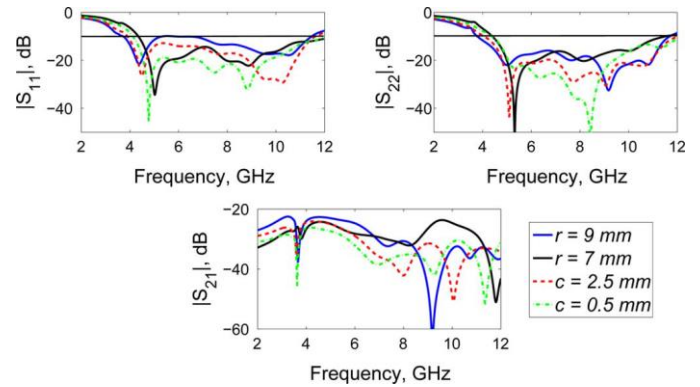 |S11|, dB
0
−20
−40
2 4 6 8 10 12
Frequency, GHz
|S22|, dB
0
−20
−40
2 4 6 8 10 12
Frequency, GHz
|S21|, dB
−20
−40
−60
2 4 6 8 10 12
Frequency, GHz
r = 9 mm
r = 7 mm
c = 2.5 mm
c = 0.5 mm